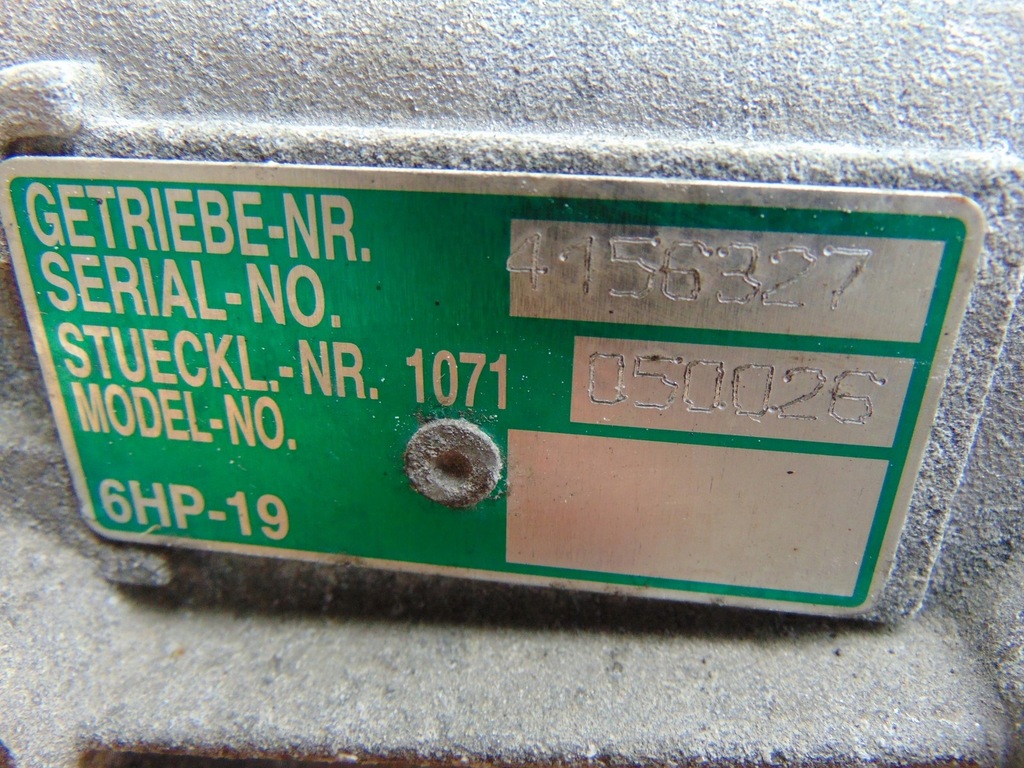 GETRIEBE-NR.
SERIAL-NO. 4156327
STUECKL.-NR. 1071 050026
MODEL-NO.
6HP-19